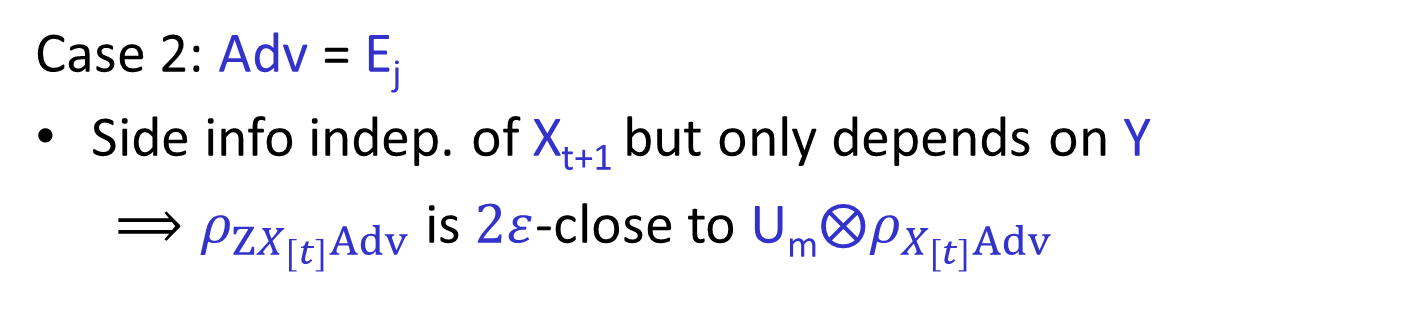 Case 2: Adv = E_j
• Side info indep. of X_{t+1} but only depends on Y
⟹ ρ_{ZX_{[t]}Adv} is 2ε-close to U_m⊗ρ_{X_{[t]}Adv}